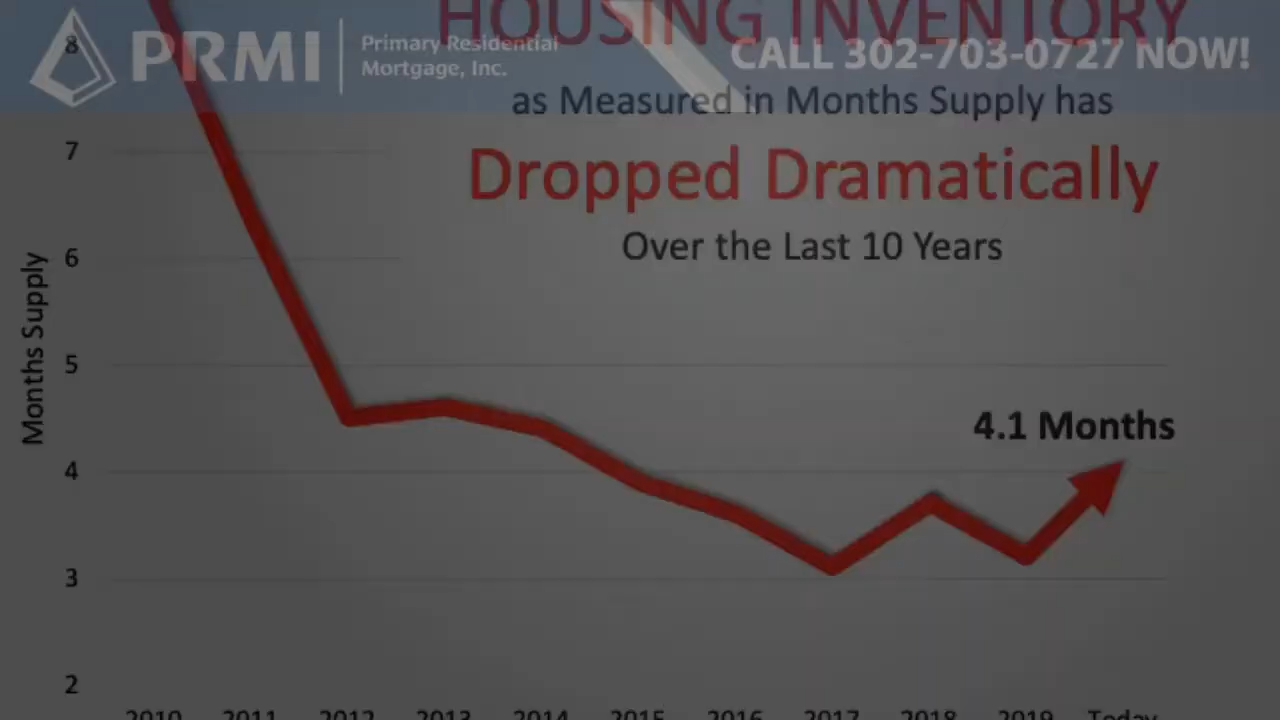 HOUSING INVENTORY
PRMI
Primary Residential
Mortgage, Inc.
CALL 302-703-0727 NOW!
as Measured in Months Supply has
Dropped Dramatically
Over the Last 10 Years
Months Supply
8
7
6
5
4
3
2
4.1 Months
2010 2011 2012 2013 2014 2015 2016 2017 2018 2019 Today